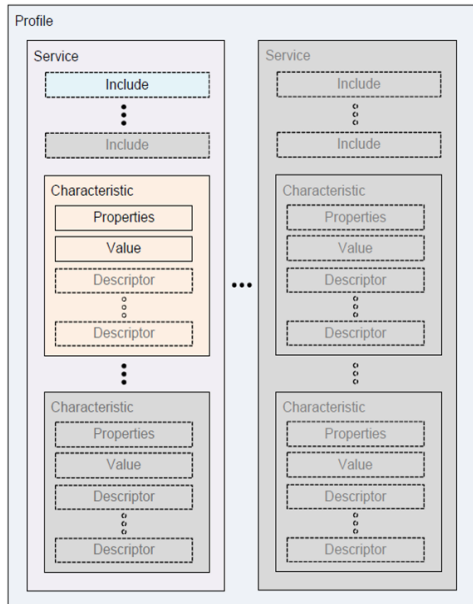 Profile
Service
Include
Include
Characteristic
Properties
Value
Descriptor
Descriptor
Characteristic
Properties
Value
Descriptor
Descriptor
Service
Include
Include
Characteristic
Properties
Value
Descriptor
Descriptor
Characteristic
Properties
Value
Descriptor
Descriptor